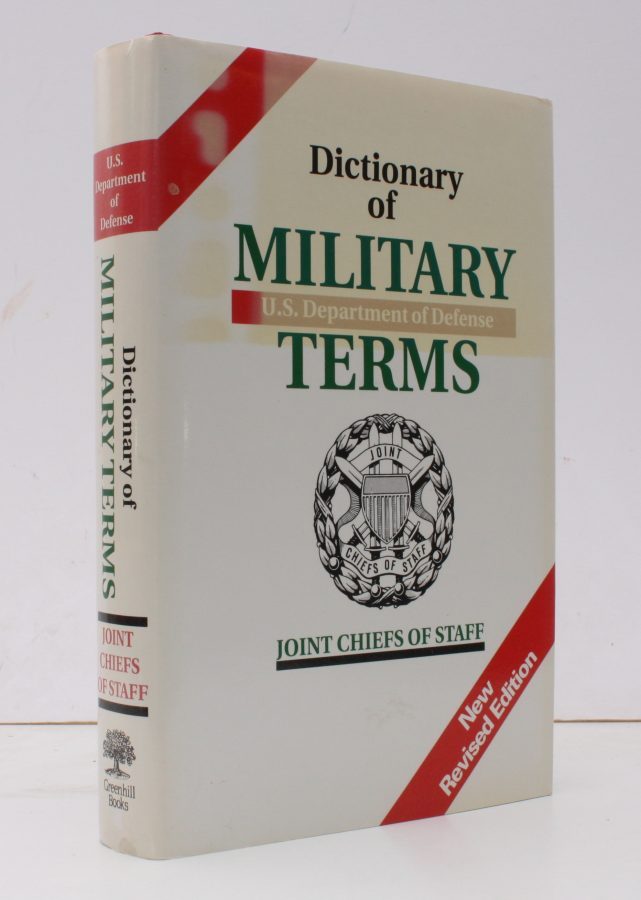 U.S.
Department
of
Defense
Dictionary of
MILITARY TERMS
JOINT
CHIEFS
OF STAFF
Greenhill
Books
Dictionary
of
MILITARY
U.S. Department of Defense
TERMS
JOINT
CHIEFS OF STAFF
JOINT CHIEFS OF STAFF
New
Revised Edition